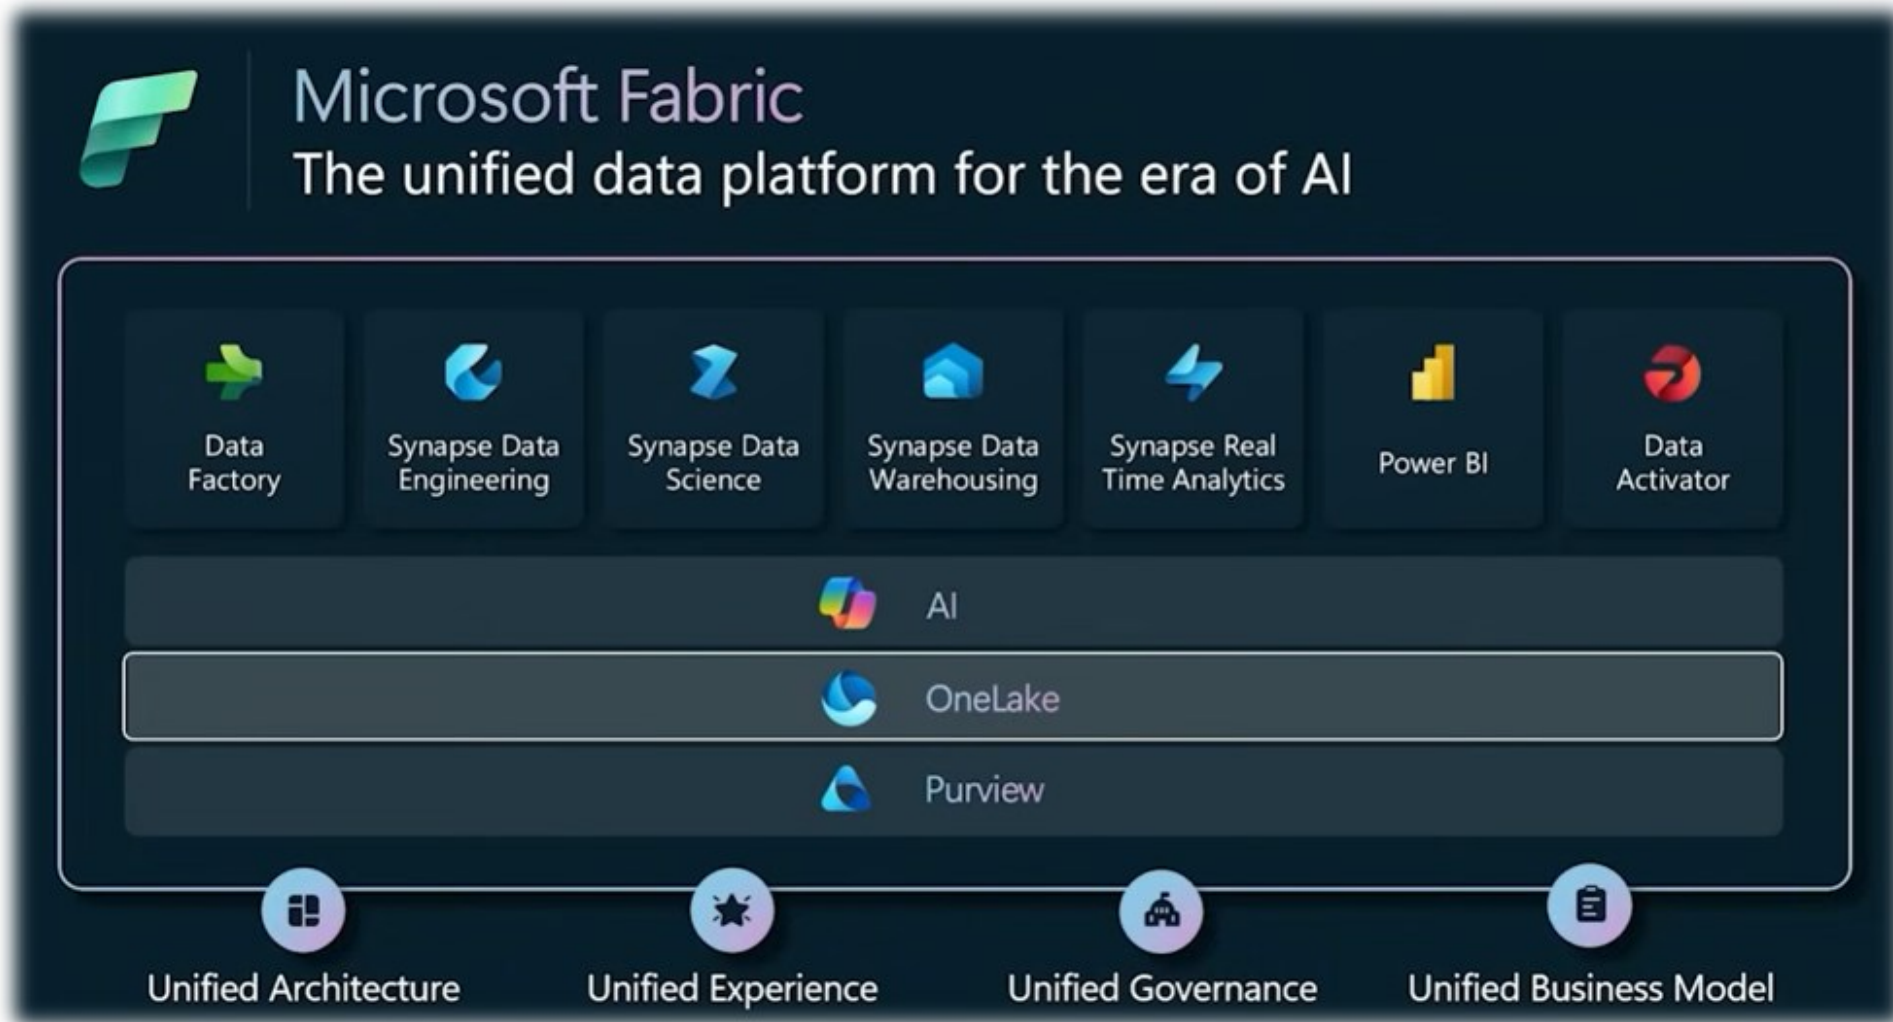 Microsoft Fabric
The unified data platform for the era of AI
Data
Factory
Synapse Data
Engineering
Synapse Data
Science
Synapse Data
Warehousing
Synapse Real
Time Analytics
Power BI
Data
Activator
AI
OneLake
Purview
Unified Architecture
Unified Experience
Unified Governance
Unified Business Model